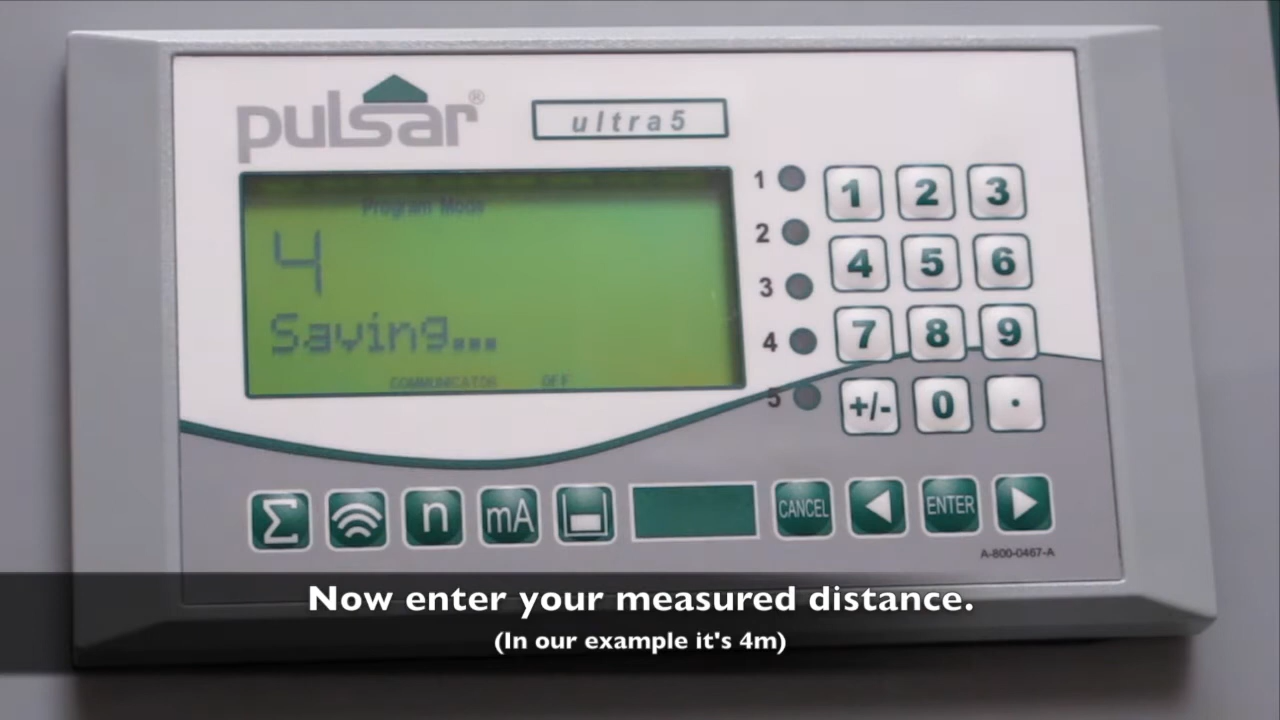 pulsar®
ultra5
Program Mode
4
Saving...
COMMUNICATOR OFF
1
2
3
4
5
1 2 3
4 5 6
7 8 9
+/- 0 .
Σ n mA CANCEL ENTER
A-800-0467-A
Now enter your measured distance.
(In our example it's 4m)